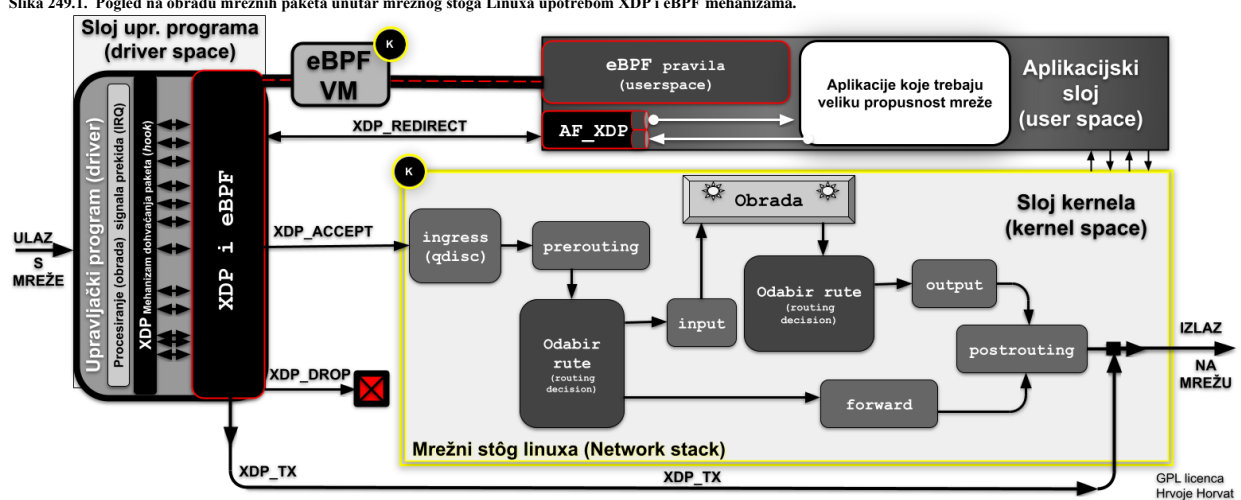 Slika 249.1. Pogled na obradu mrežnih paketa unutar mrežnog stoga Linuxa upotrebom XDP i eBPF mehanizama.
Sloj upr. programa
(driver space)
eBPF
VM
K
eBPF pravila
(userspace)
Aplikacije koje trebaju
veliku propusnost mreže
Aplikacijski
sloj
(user space)
XDP_REDIRECT
AF_XDP
Upravljački program (driver)
Procesiranje (obrada) signala prekida (IRQ)
XDP Mehanizam dohvaćanja paketa (hook)
XDP i eBPF
ULAZ
S
MREŽE
K
Sloj kernela
(kernel space)
XDP_ACCEPT
ingress
(qdisc)
prerouting
Obrada
Odabir rute
(routing
decision)
input
Odabir
rute
(routing
decision)
output
postrouting
forward
IZLAZ
NA
MREŽU
XDP_DROP
Mrežni stôg linuxa (Network stack)
XDP_TX
XDP_TX
GPL licenca
Hrvoje Horvat